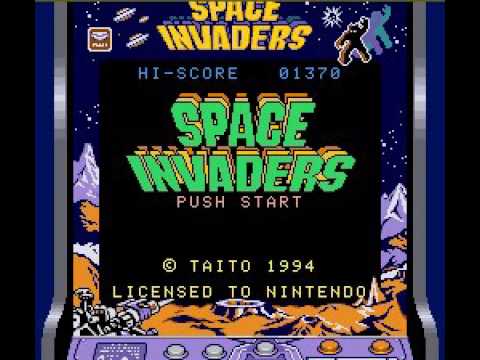 SPACE
INVADERS
HI-SCORE 01370
SPACE
INVADERS
PUSH START
© TAITO 1994
LICENSED TO NINTENDO